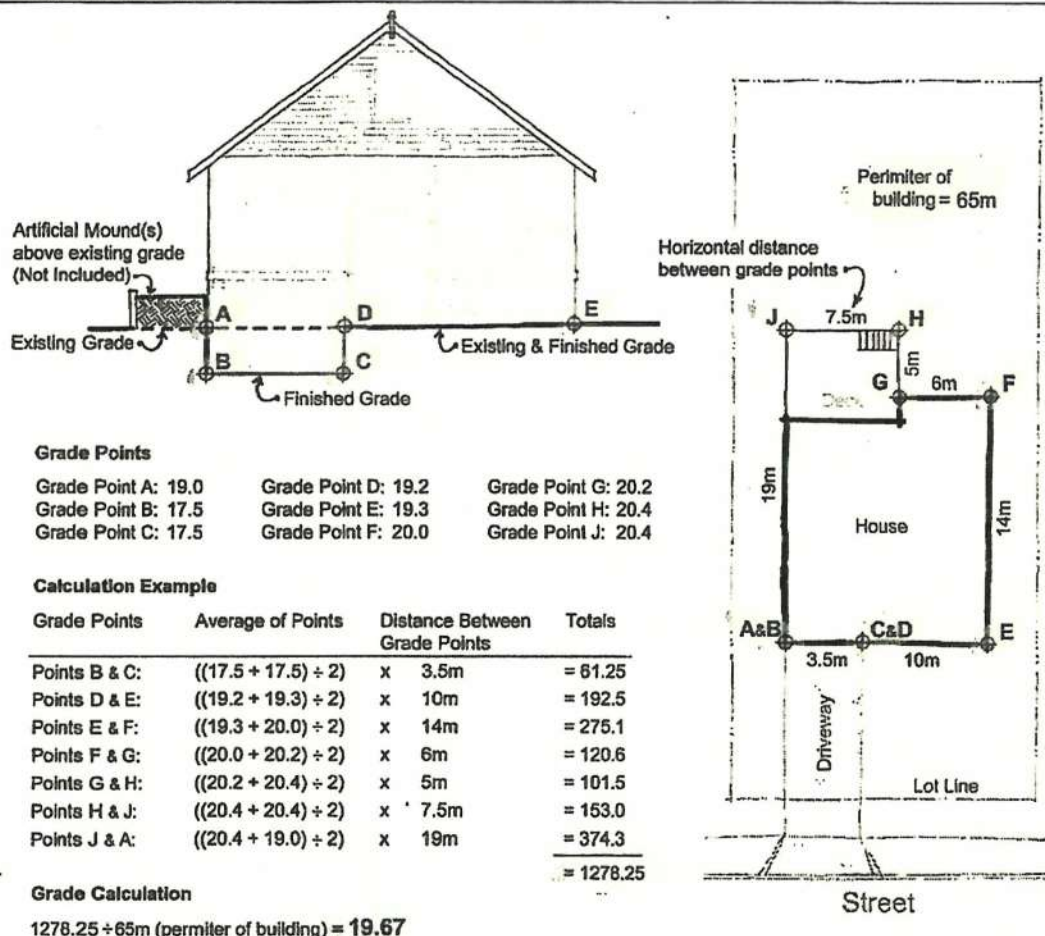 Artificial Mound(s)
above existing grade
(Not Included)
A
D
E
Existing Grade
Existing & Finished Grade
B
C
Finished Grade
Perimiter of
building = 65m
Horizontal distance
between grade points
J
7.5m
H
5m
G
6m
F
Deck
19m
House
14m
A&B
C&D
E
3.5m
10m
Driveway
Lot Line
Street
Grade Points
Grade Point A: 19.0 Grade Point D: 19.2 Grade Point G: 20.2
Grade Point B: 17.5 Grade Point E: 19.3 Grade Point H: 20.4
Grade Point C: 17.5 Grade Point F: 20.0 Grade Point J: 20.4
Calculation Example
Grade Points Average of Points Distance Between Totals
Grade Points
Points B & C: ((17.5 + 17.5) ÷ 2) x 3.5m = 61.25
Points D & E: ((19.2 + 19.3) ÷ 2) x 10m = 192.5
Points E & F: ((19.3 + 20.0) ÷ 2) x 14m = 275.1
Points F & G: ((20.0 + 20.2) ÷ 2) x 6m = 120.6
Points G & H: ((20.2 + 20.4) ÷ 2) x 5m = 101.5
Points H & J: ((20.4 + 20.4) ÷ 2) x 7.5m = 153.0
Points J & A: ((20.4 + 19.0) ÷ 2) x 19m = 374.3
= 1278.25
Grade Calculation
1278.25 ÷ 65m (permiter of building) = 19.67